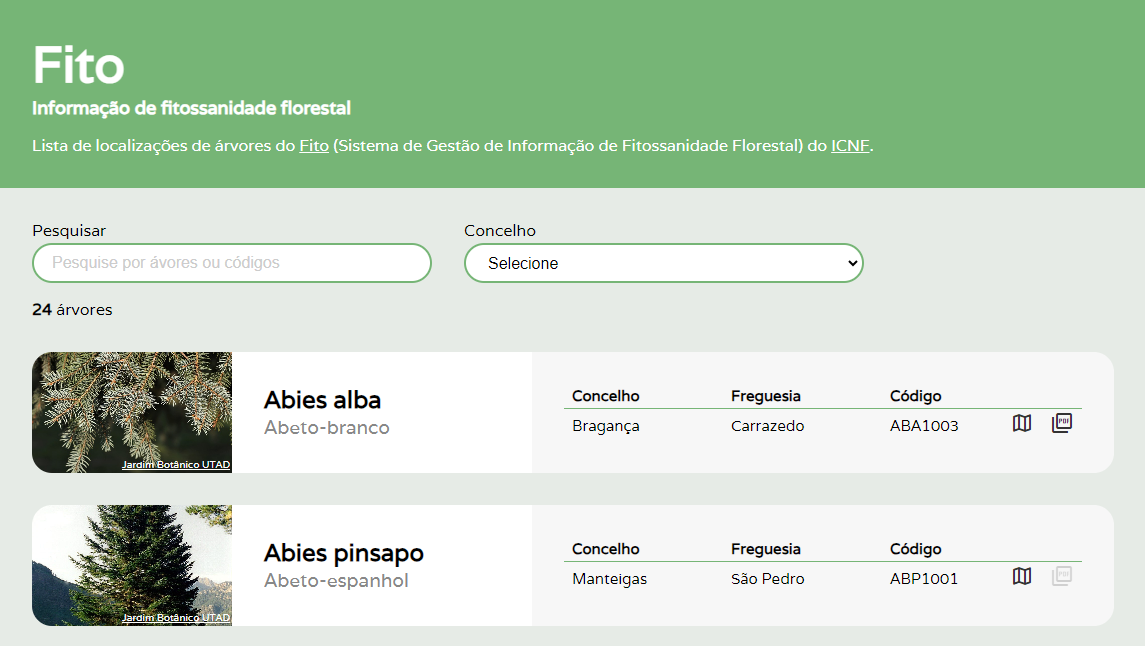 Fito
Informação de fitossanidade florestal
Lista de localizações de árvores do Fito (Sistema de Gestão de Informação de Fitossanidade Florestal) do ICNF.
Pesquisar
Concelho
Pesquise por ávores ou códigos
Selecione
24 árvores
Jardim Botânico UTAD
Abies alba
Abeto-branco
Concelho Freguesia Código
Bragança Carrazedo ABA1003 PDF
Jardim Botânico UTAD
Abies pinsapo
Abeto-espanhol
Concelho Freguesia Código
Manteigas São Pedro ABP1001 PDF